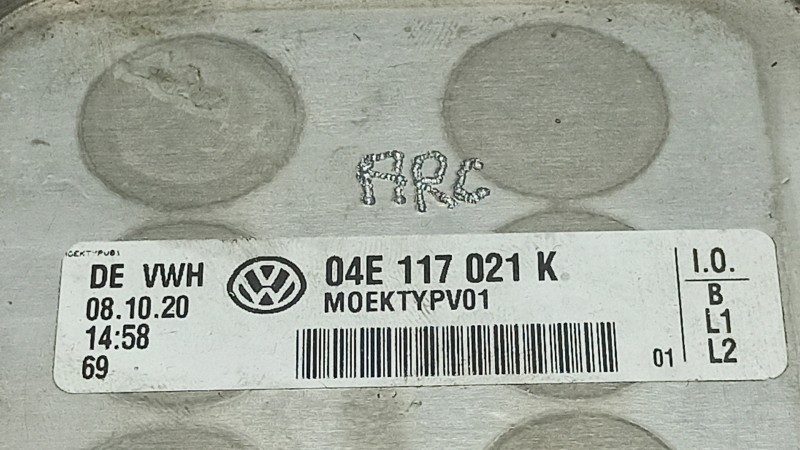 ARC
DE VWH
08.10.20
14:58
69
04E 117 021 K
MOEKTYPV01
01
I.O.
B
L1
L2